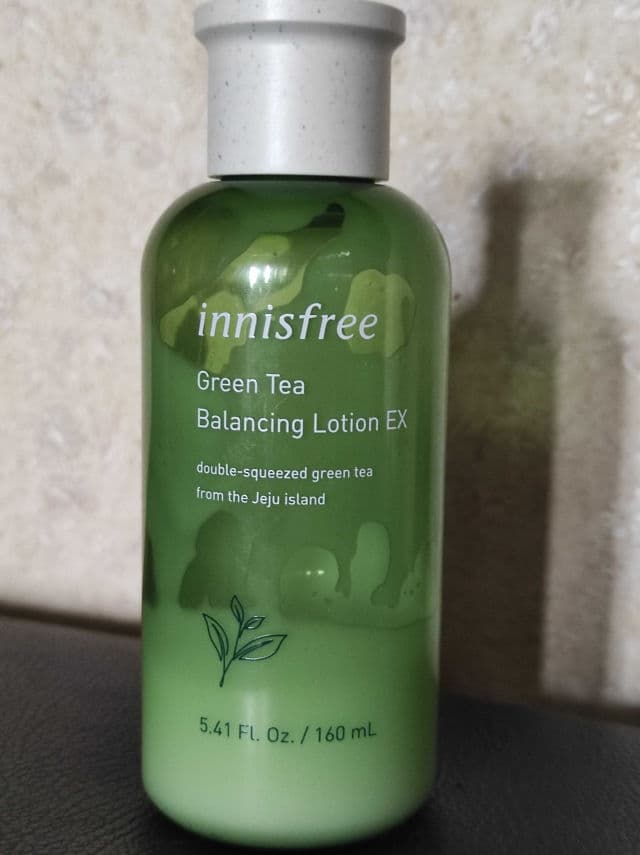 innisfree
Green Tea
Balancing Lotion EX
double-squeezed green tea
from the Jeju island
5.41 Fl. Oz. / 160 mL